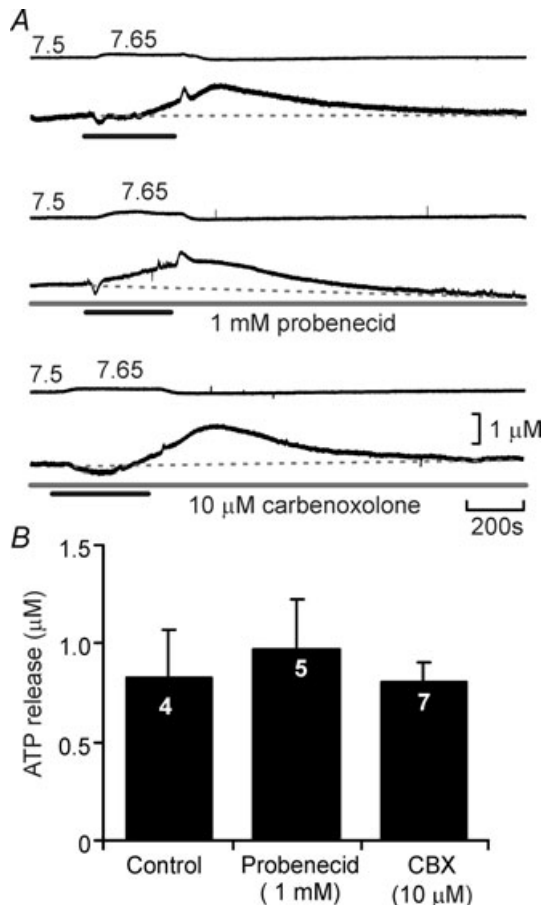 A
7.5 7.65
7.5 7.65
1 mM probenecid
7.5 7.65
1 μM
10 μM carbenoxolone
200s
B
1.5
1.0
0.5
0
ATP release (μM)
4
5
7
Control
Probenecid
( 1 mM)
CBX
(10 μM)